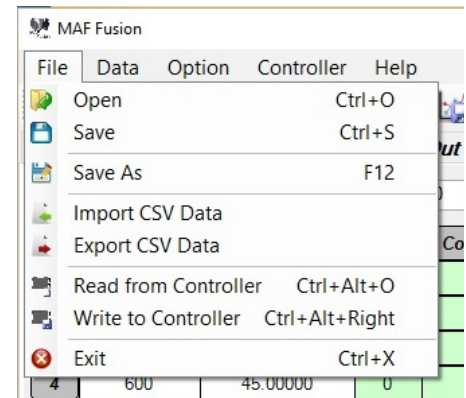 MAF Fusion
File Data Option Controller Help
Open Ctrl+O
Save Ctrl+S
Save As F12
Import CSV Data
Export CSV Data
Read from Controller Ctrl+Alt+O
Write to Controller Ctrl+Alt+Right
Exit Ctrl+X
4 600 45.00000 0